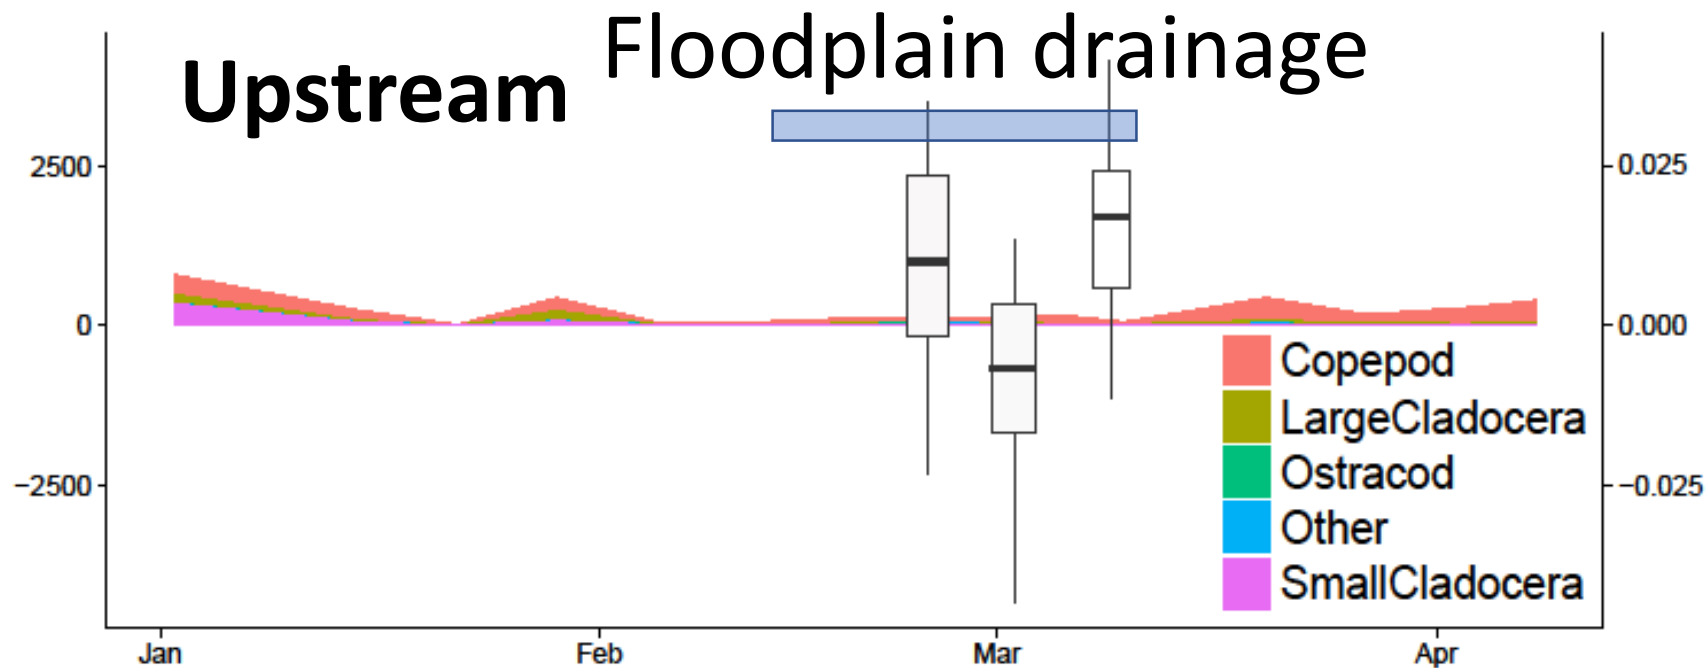 Upstream
Floodplain drainage
2500
0
−2500
0.025
0.000
−0.025
Copepod
LargeCladocera
Ostracod
Other
SmallCladocera
Jan
Feb
Mar
Apr